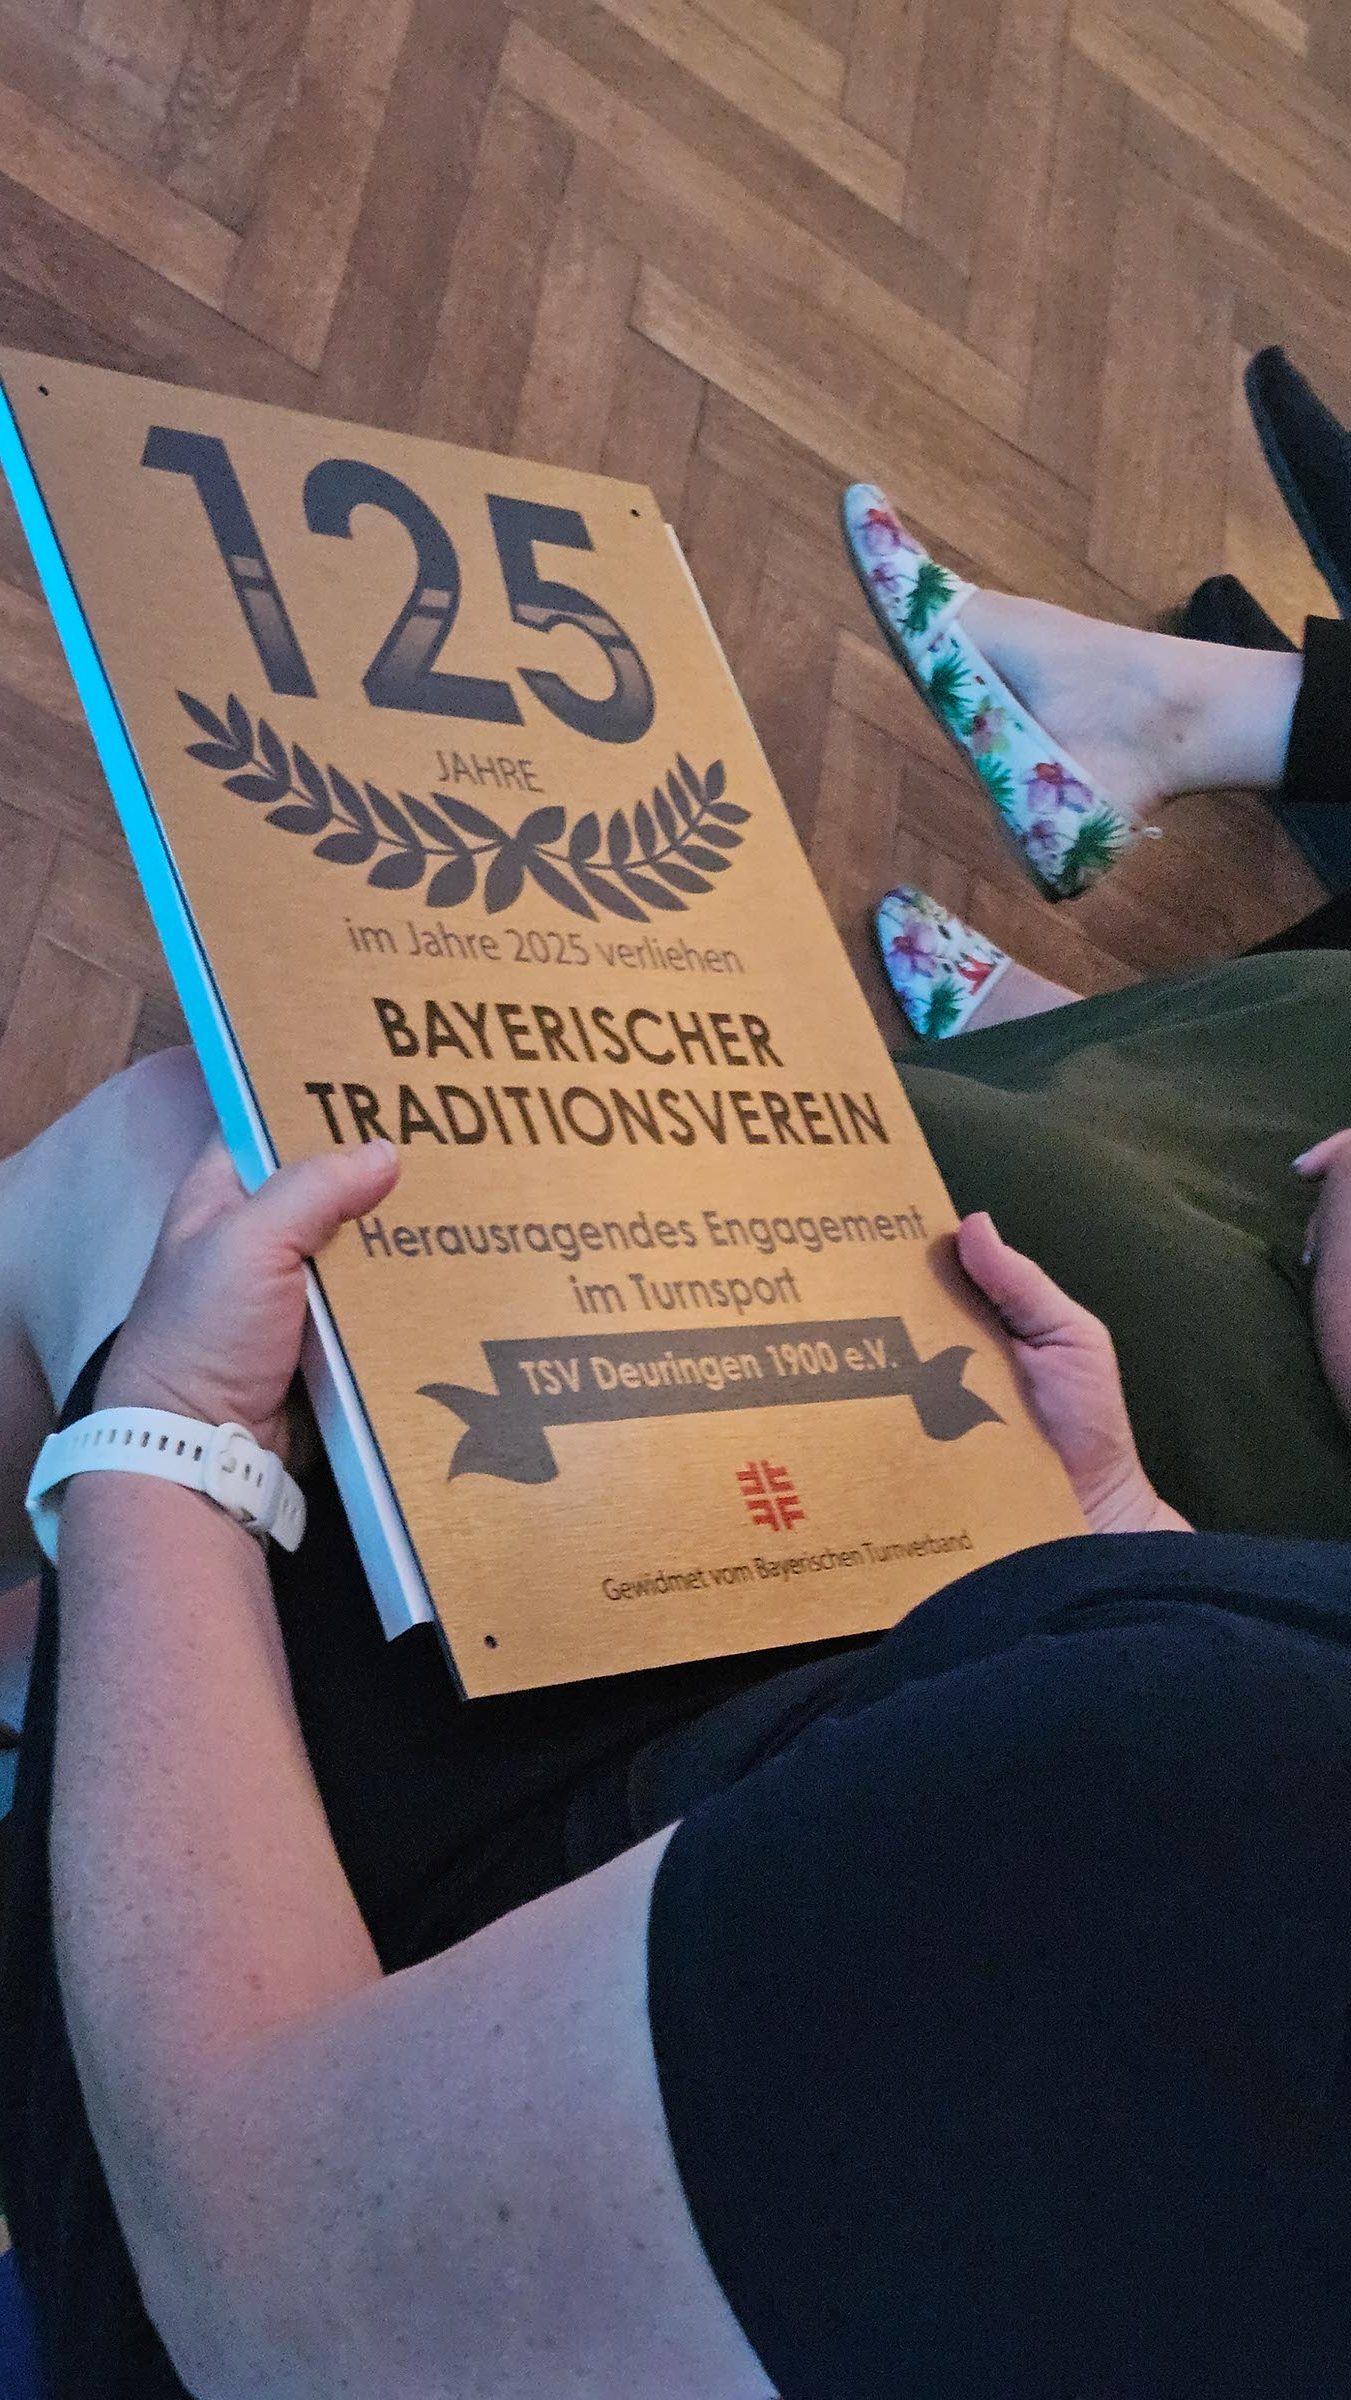 125
JAHRE
im Jahre 2025 verliehen
BAYERISCHER
TRADITIONSVEREIN
Herausragendes Engagement
im Turnsport
TSV Deuringen 1900 e.V.
Gewidmet vom Bayerischen Turnverband